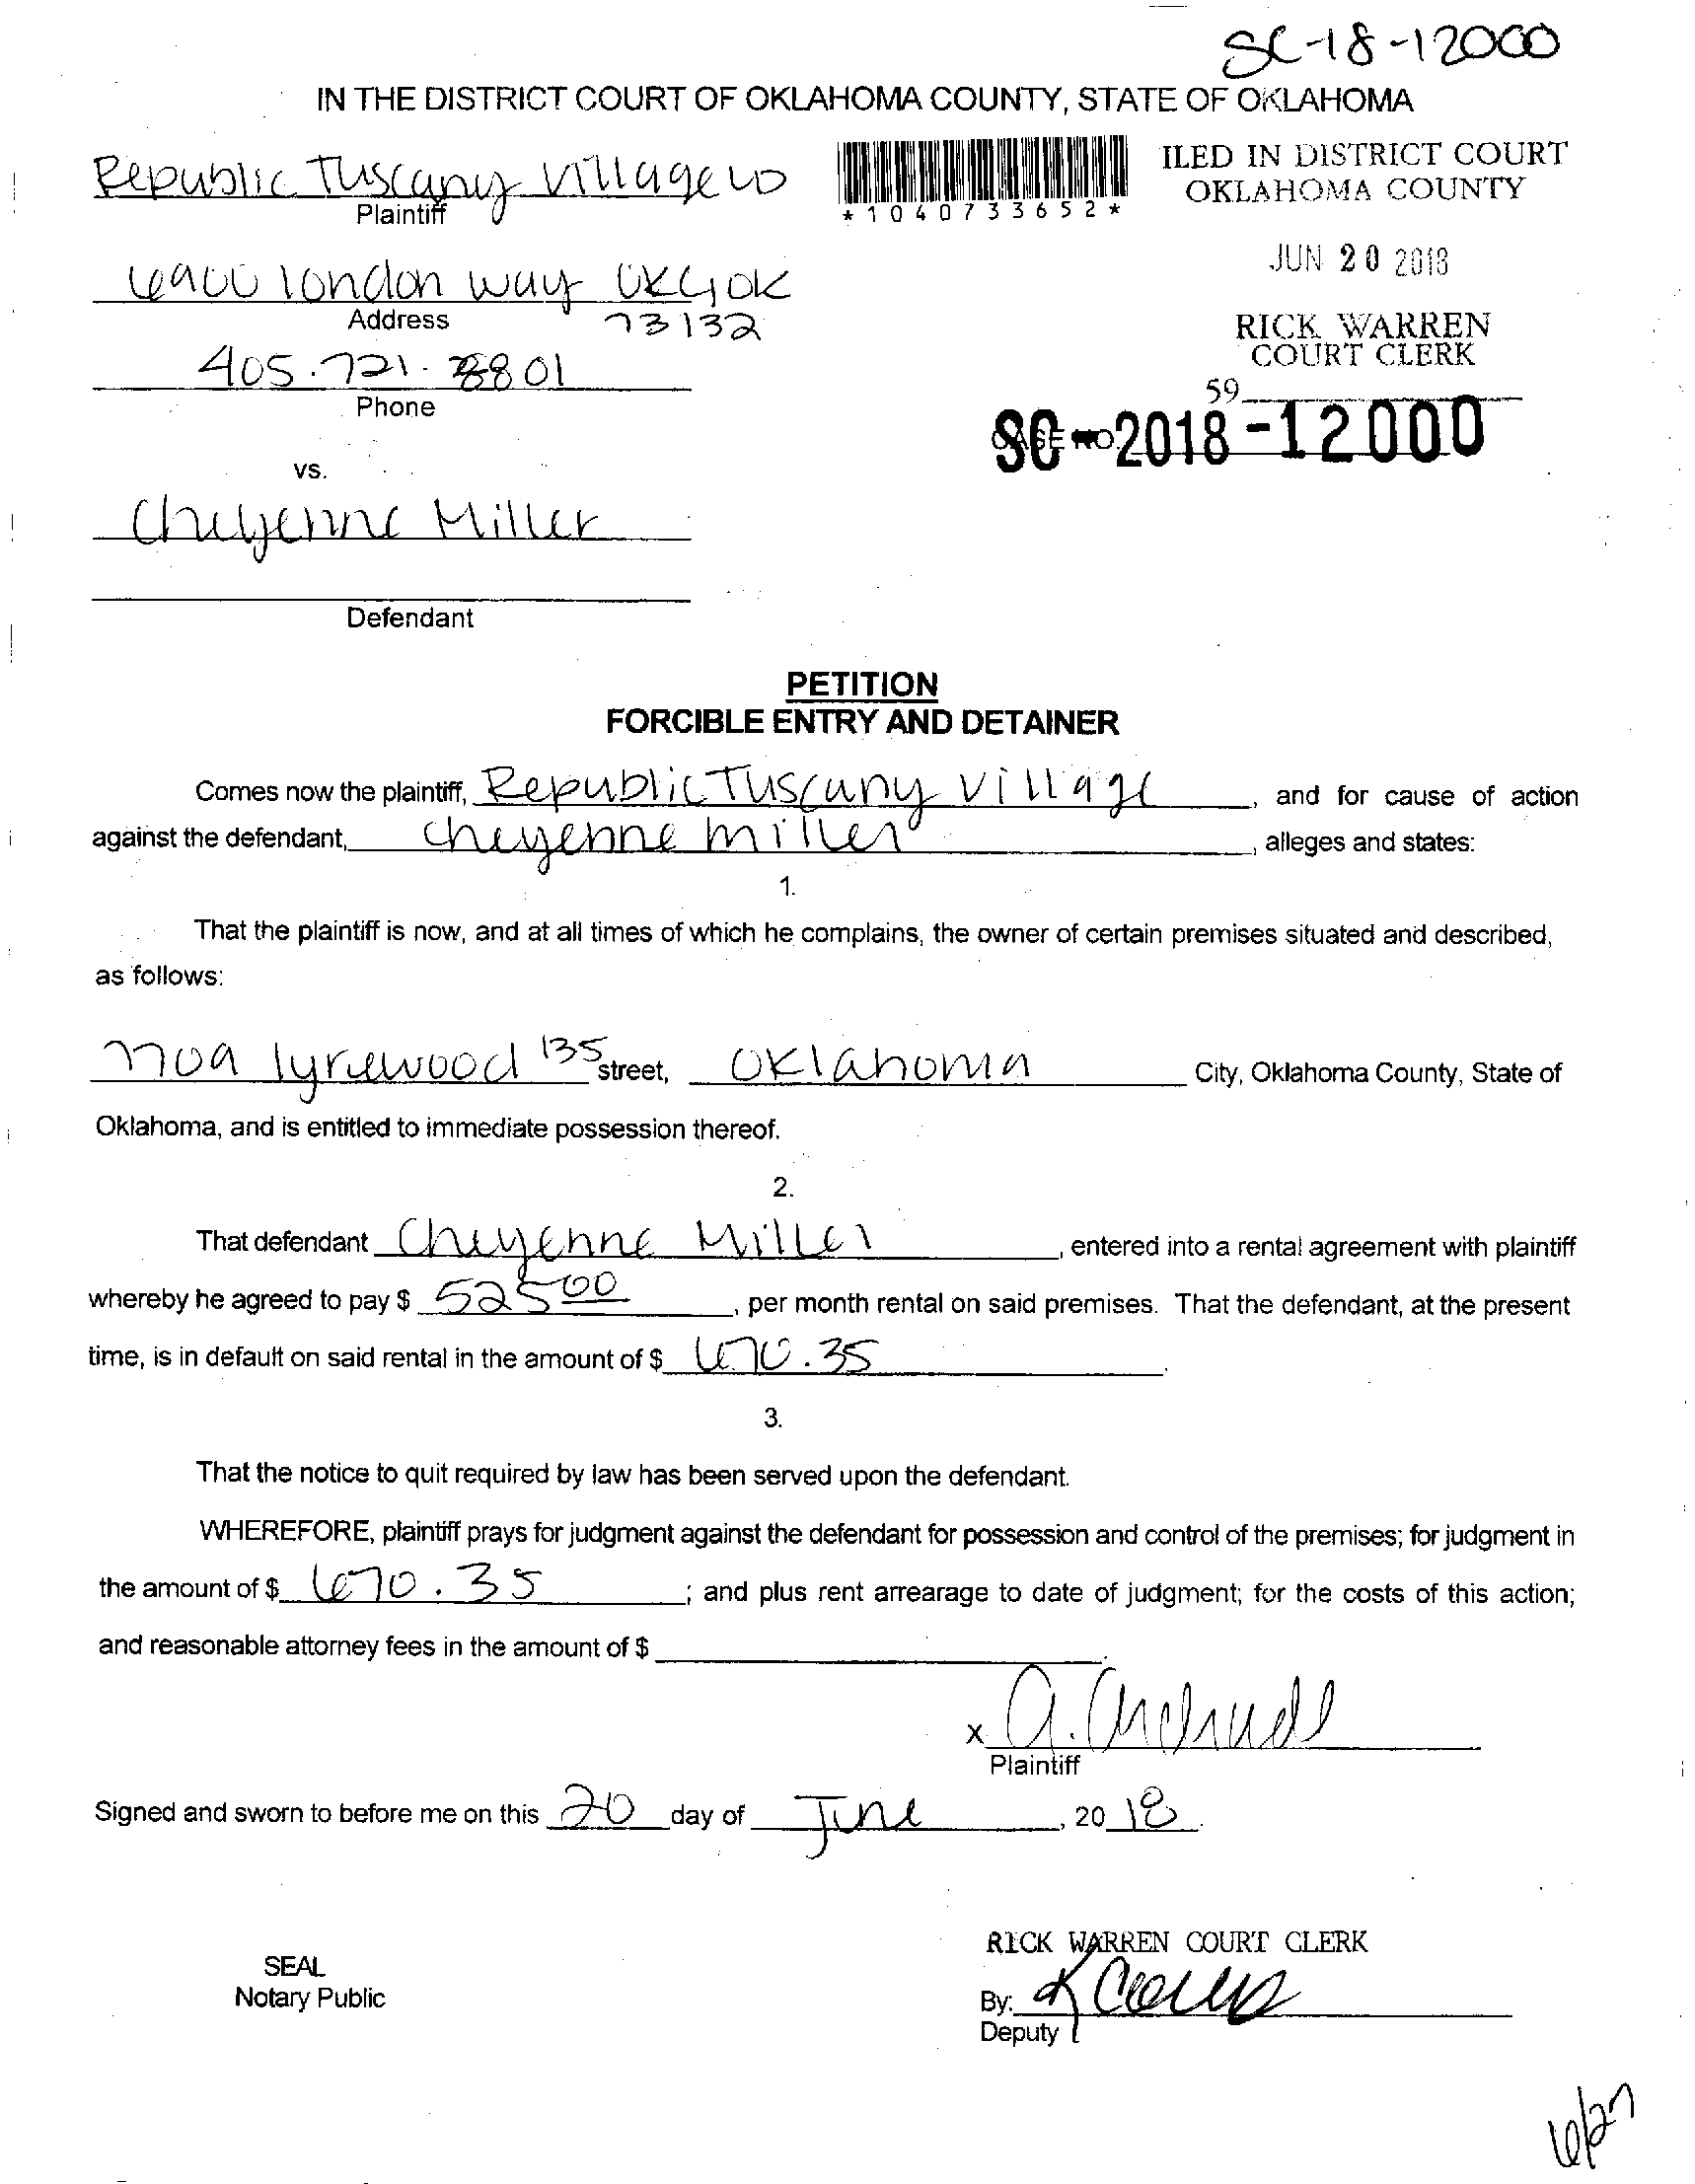 SC-18-12000
IN THE DISTRICT COURT OF OKLAHOMA COUNTY, STATE OF OKLAHOMA
Republic Tuscany Village
Plaintiff
*1040733652*
ILED IN DISTRICT COURT
OKLAHOMA COUNTY
JUN 20 2018
RICK WARREN
COURT CLERK
59
6900 london way OKC, OK
Address
73132
405.721.8801
Phone
SC-2018-12000
vs.
Cheyenne Miller
Defendant
PETITION
FORCIBLE ENTRY AND DETAINER
Comes now the plaintiff, Republic Tuscany Village, and for cause of action
against the defendant, cheyenne miller, alleges and states:
1.
That the plaintiff is now, and at all times of which he complains, the owner of certain premises situated and described,
as follows:
7709 lyrewood 135 street, Oklahoma City, Oklahoma County, State of
Oklahoma, and is entitled to immediate possession thereof.
2.
That defendant Cheyenne Miller, entered into a rental agreement with plaintiff
whereby he agreed to pay $ 525 00, per month rental on said premises. That the defendant, at the present
time, is in default on said rental in the amount of $ 670.35.
3.
That the notice to quit required by law has been served upon the defendant.
WHEREFORE, plaintiff prays for judgment against the defendant for possession and control of the premises; for judgment in
the amount of $ 670.35; and plus rent arrearage to date of judgment; for the costs of this action;
and reasonable attorney fees in the amount of $
x A.
Plaintiff
Signed and sworn to before me on this 20 day of June, 20 18.
SEAL
Notary Public
RICK WARREN COURT CLERK
By: K
Deputy
6/27